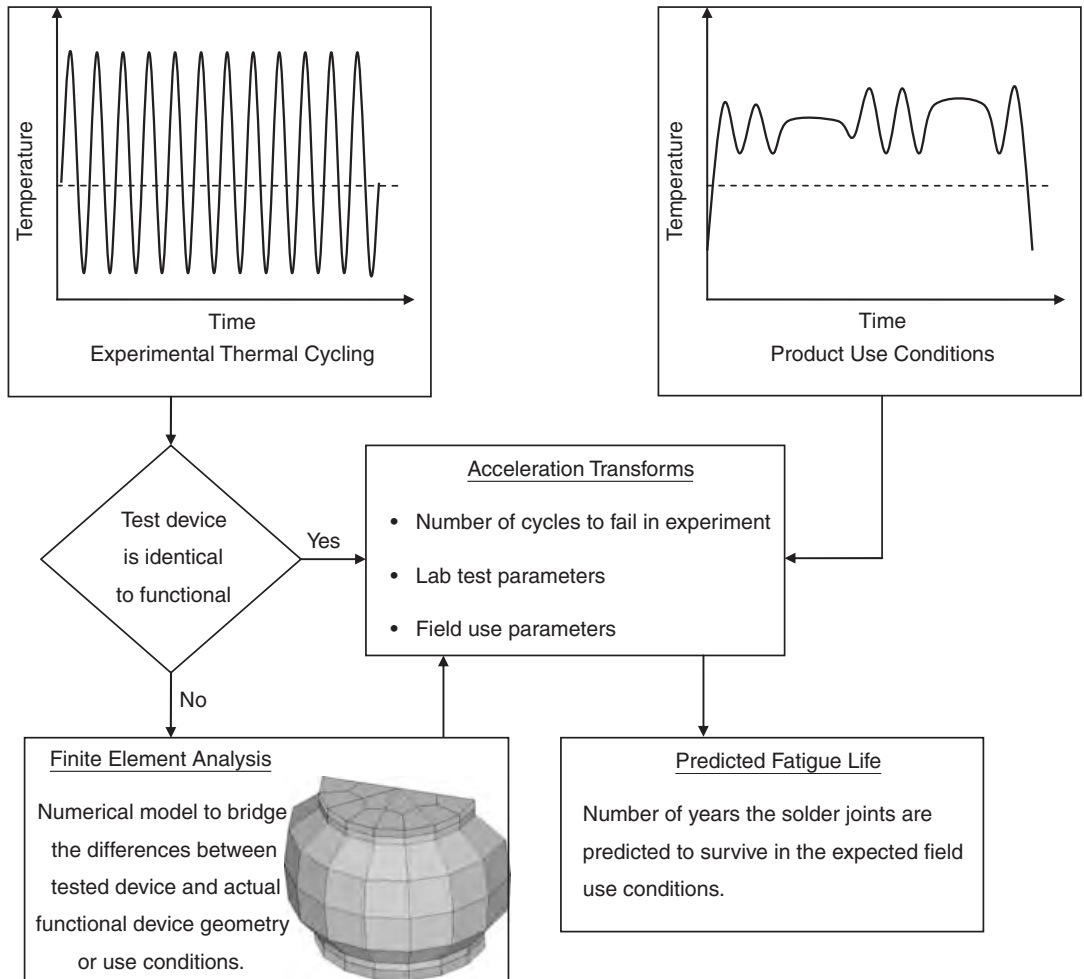 Temperature
Time
Experimental Thermal Cycling
Temperature
Time
Product Use Conditions
Test device
is identical
to functional
Yes
No
Acceleration Transforms
• Number of cycles to fail in experiment
• Lab test parameters
• Field use parameters
Finite Element Analysis
Numerical model to bridge
the differences between
tested device and actual
functional device geometry
or use conditions.
Predicted Fatigue Life
Number of years the solder joints are
predicted to survive in the expected field
use conditions.